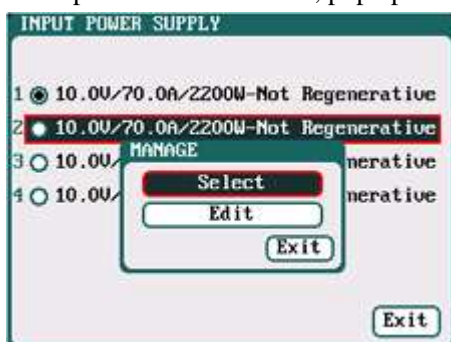 INPUT POWER SUPPLY
1 10.0V/70.0A/2200W-Not Regenerative
2 10.0V/70.0A/2200W-Not Regenerative
MANAGE
3 10.0V/ nerative
Select
4 10.0V/ nerative
Edit
Exit
Exit